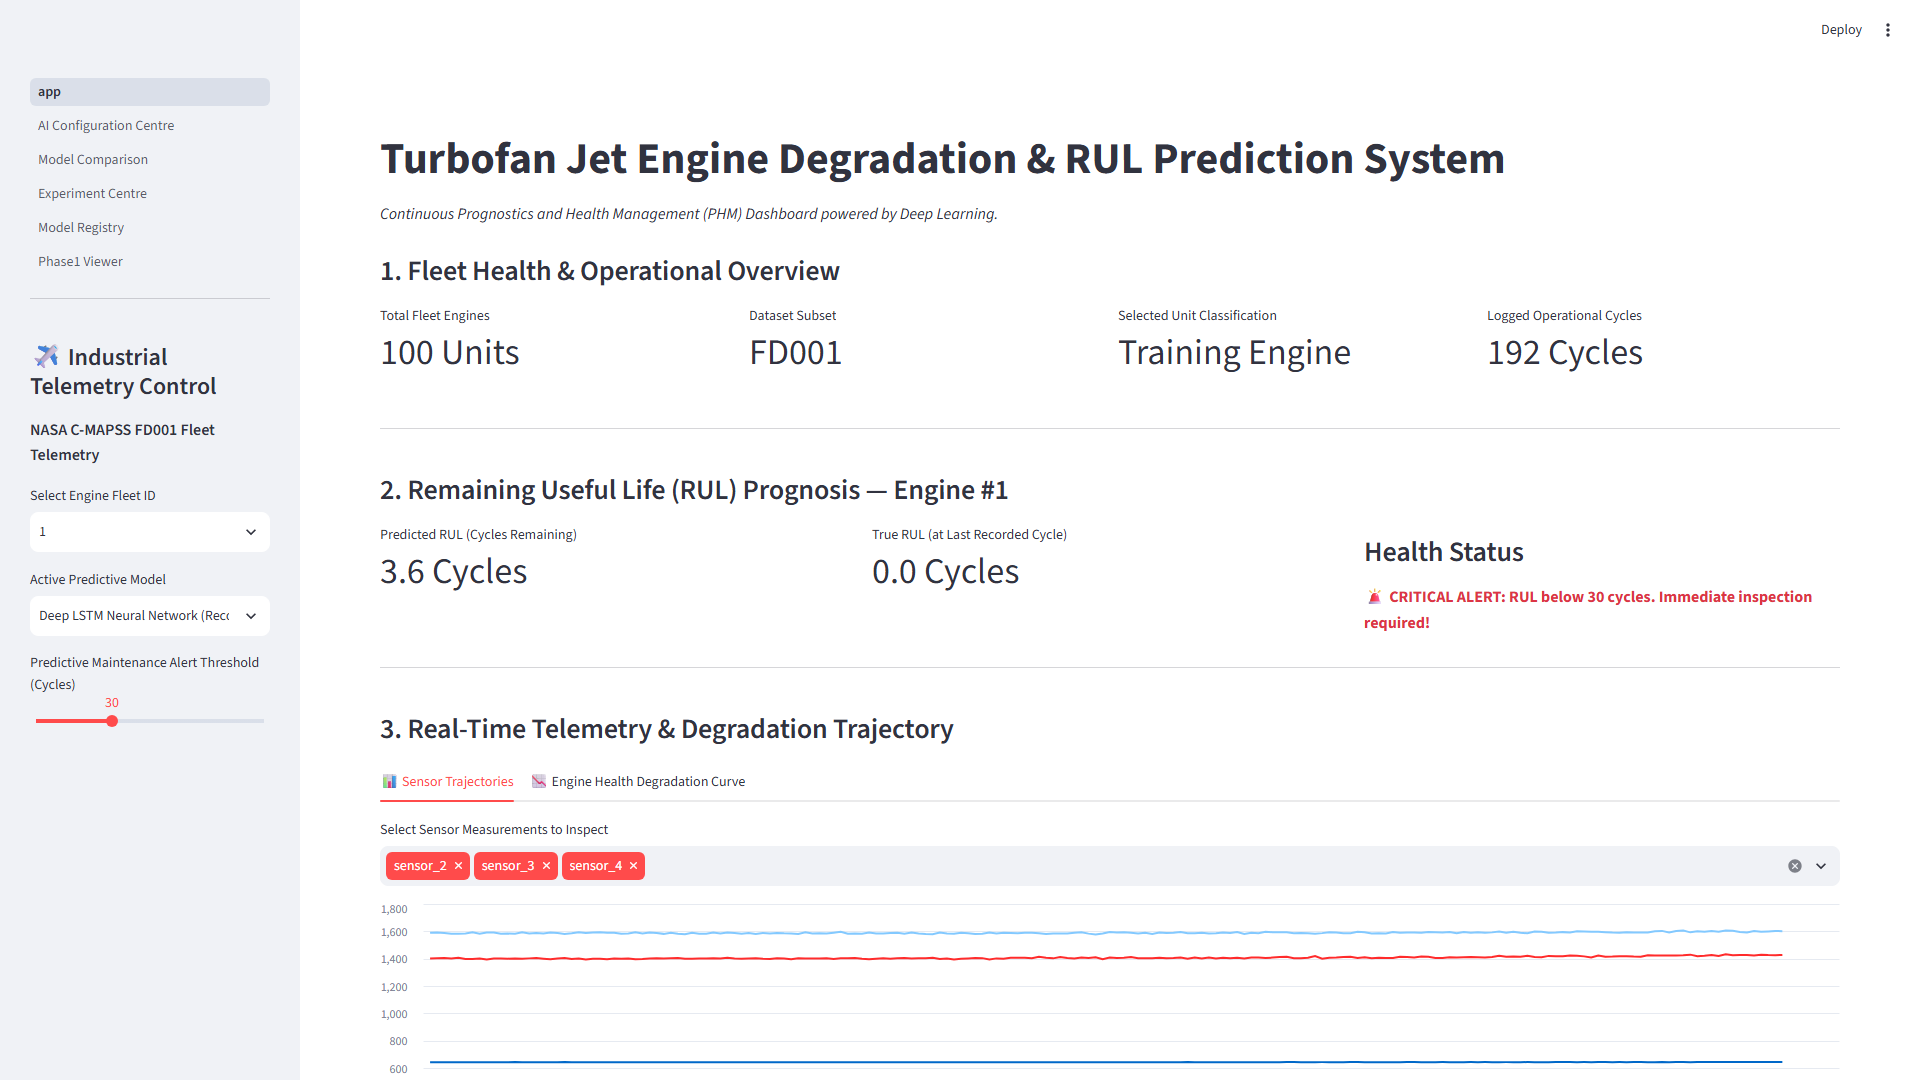 Deploy
app
AI Configuration Centre
Model Comparison
Experiment Centre
Model Registry
Phase1 Viewer
Industrial
Telemetry Control
NASA C-MAPSS FD001 Fleet
Telemetry
Select Engine Fleet ID
1
Active Predictive Model
Deep LSTM Neural Network (Rec
Predictive Maintenance Alert Threshold
(Cycles)
30
Turbofan Jet Engine Degradation & RUL Prediction System
Continuous Prognostics and Health Management (PHM) Dashboard powered by Deep Learning.
1. Fleet Health & Operational Overview
Total Fleet Engines
100 Units
Dataset Subset
FD001
Selected Unit Classification
Training Engine
Logged Operational Cycles
192 Cycles
2. Remaining Useful Life (RUL) Prognosis — Engine #1
Predicted RUL (Cycles Remaining)
3.6 Cycles
True RUL (at Last Recorded Cycle)
0.0 Cycles
Health Status
CRITICAL ALERT: RUL below 30 cycles. Immediate inspection
required!
3. Real-Time Telemetry & Degradation Trajectory
Sensor Trajectories
Engine Health Degradation Curve
Select Sensor Measurements to Inspect
sensor_2
sensor_3
sensor_4
1,800
1,600
1,400
1,200
1,000
800
600